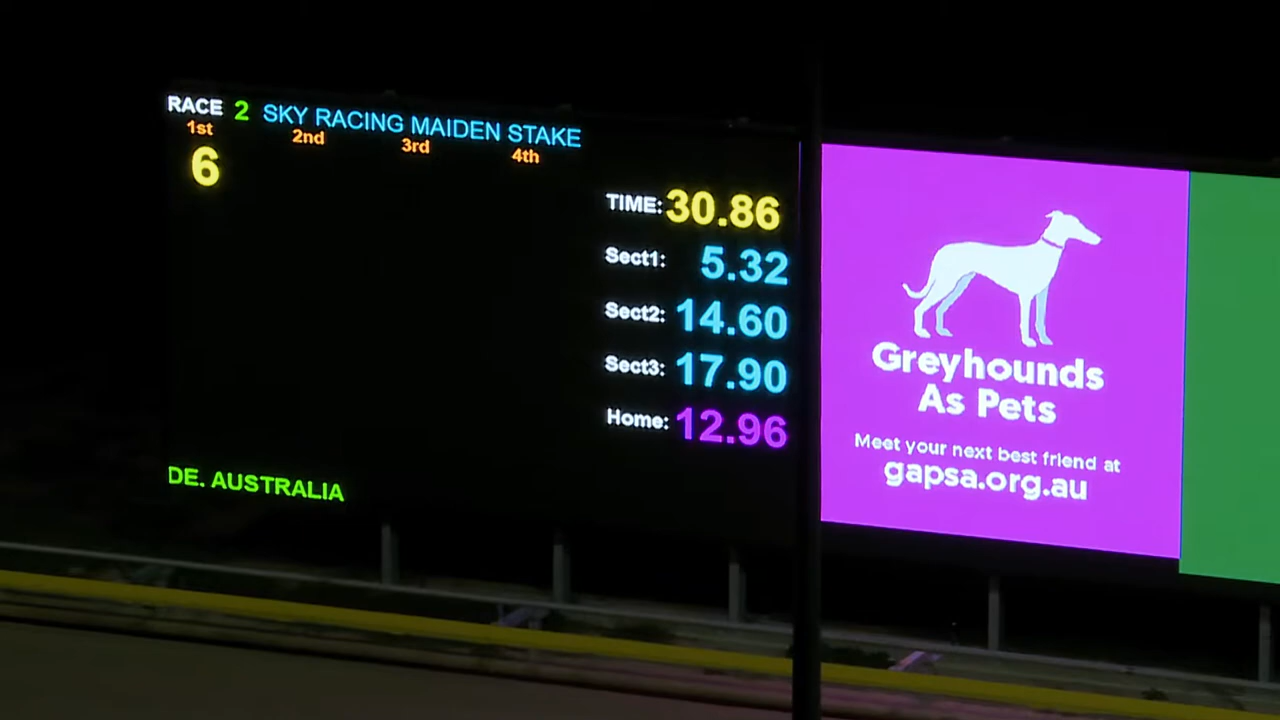 RACE 2 SKY RACING MAIDEN STAKE
1st 2nd 3rd 4th
6
TIME: 30.86
Sect1: 5.32
Sect2: 14.60
Sect3: 17.90
Home: 12.96
DE. AUSTRALIA
Greyhounds
As Pets
Meet your next best friend at
gapsa.org.au